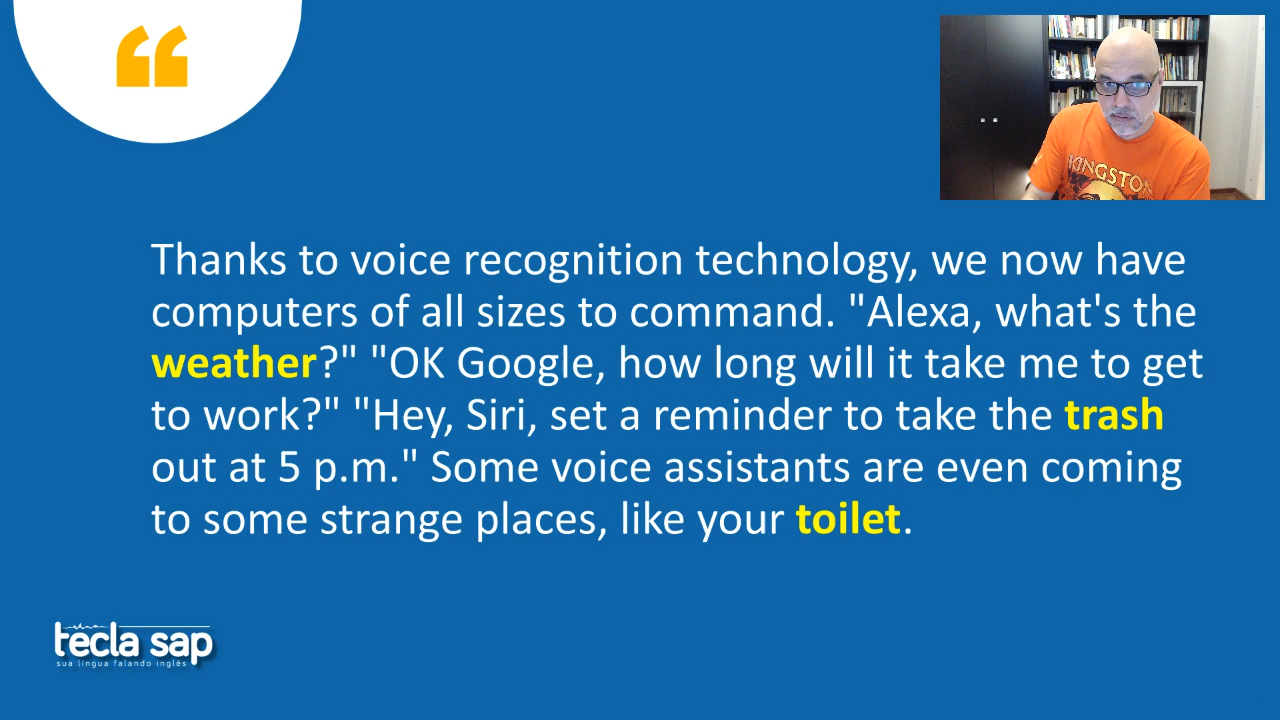 “
KINGSTON
Thanks to voice recognition technology, we now have
computers of all sizes to command. "Alexa, what's the
weather?" "OK Google, how long will it take me to get
to work?" "Hey, Siri, set a reminder to take the trash
out at 5 p.m." Some voice assistants are even coming
to some strange places, like your toilet.
tecla sap
sua língua falando inglês